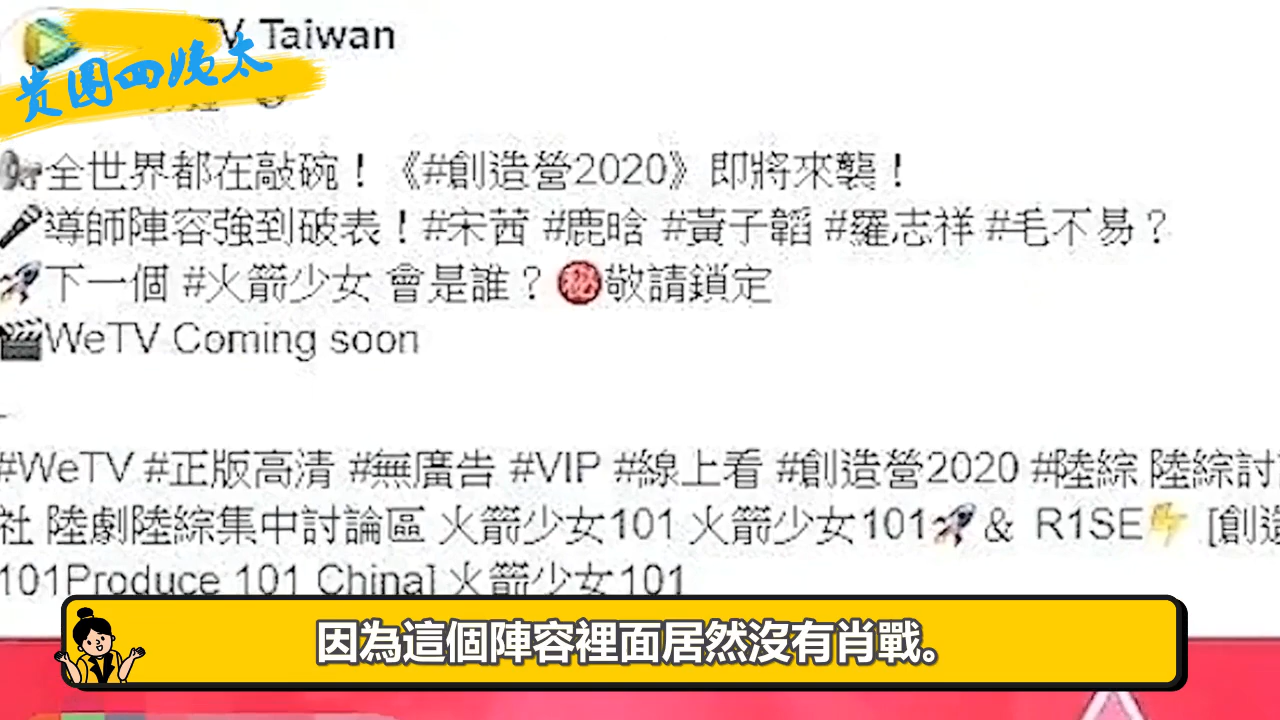 TV Taiwan
贵圈四姨太
全世界都在敲碗！《#創造營2020》即將來襲！
導師陣容強到破表！#宋茜 #鹿晗 #黃子韜 #羅志祥 #毛不易？
下一個 #火箭少女 會是誰？㊙敬請鎖定
WeTV Coming soon
-
#WeTV #正版高清 #無廣告 #VIP #線上看 #創造營2020 #陸綜 陸綜討
社 陸劇陸綜集中討論區 火箭少女101 火箭少女101🚀& R1SE⚡ [創造
101Produce 101 China] 火箭少女101
因為這個陣容裡面居然沒有肖戰。